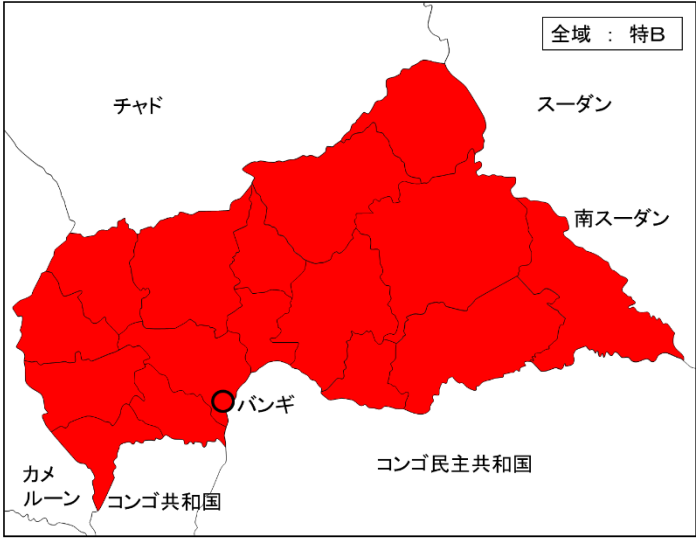 全域 : 特B
チャド
スーダン
南スーダン
バンギ
コンゴ民主共和国
カメ
ルーン
コンゴ共和国